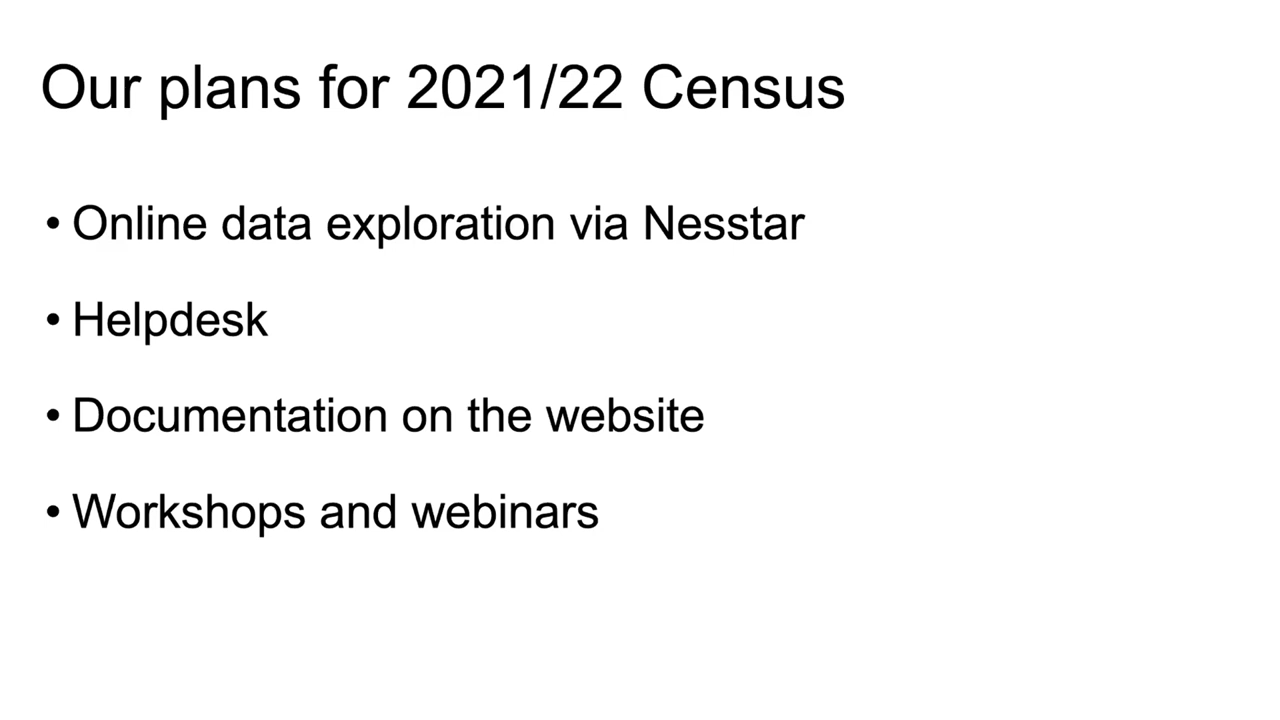 Our plans for 2021/22 Census
• Online data exploration via Nesstar
• Helpdesk
• Documentation on the website
• Workshops and webinars